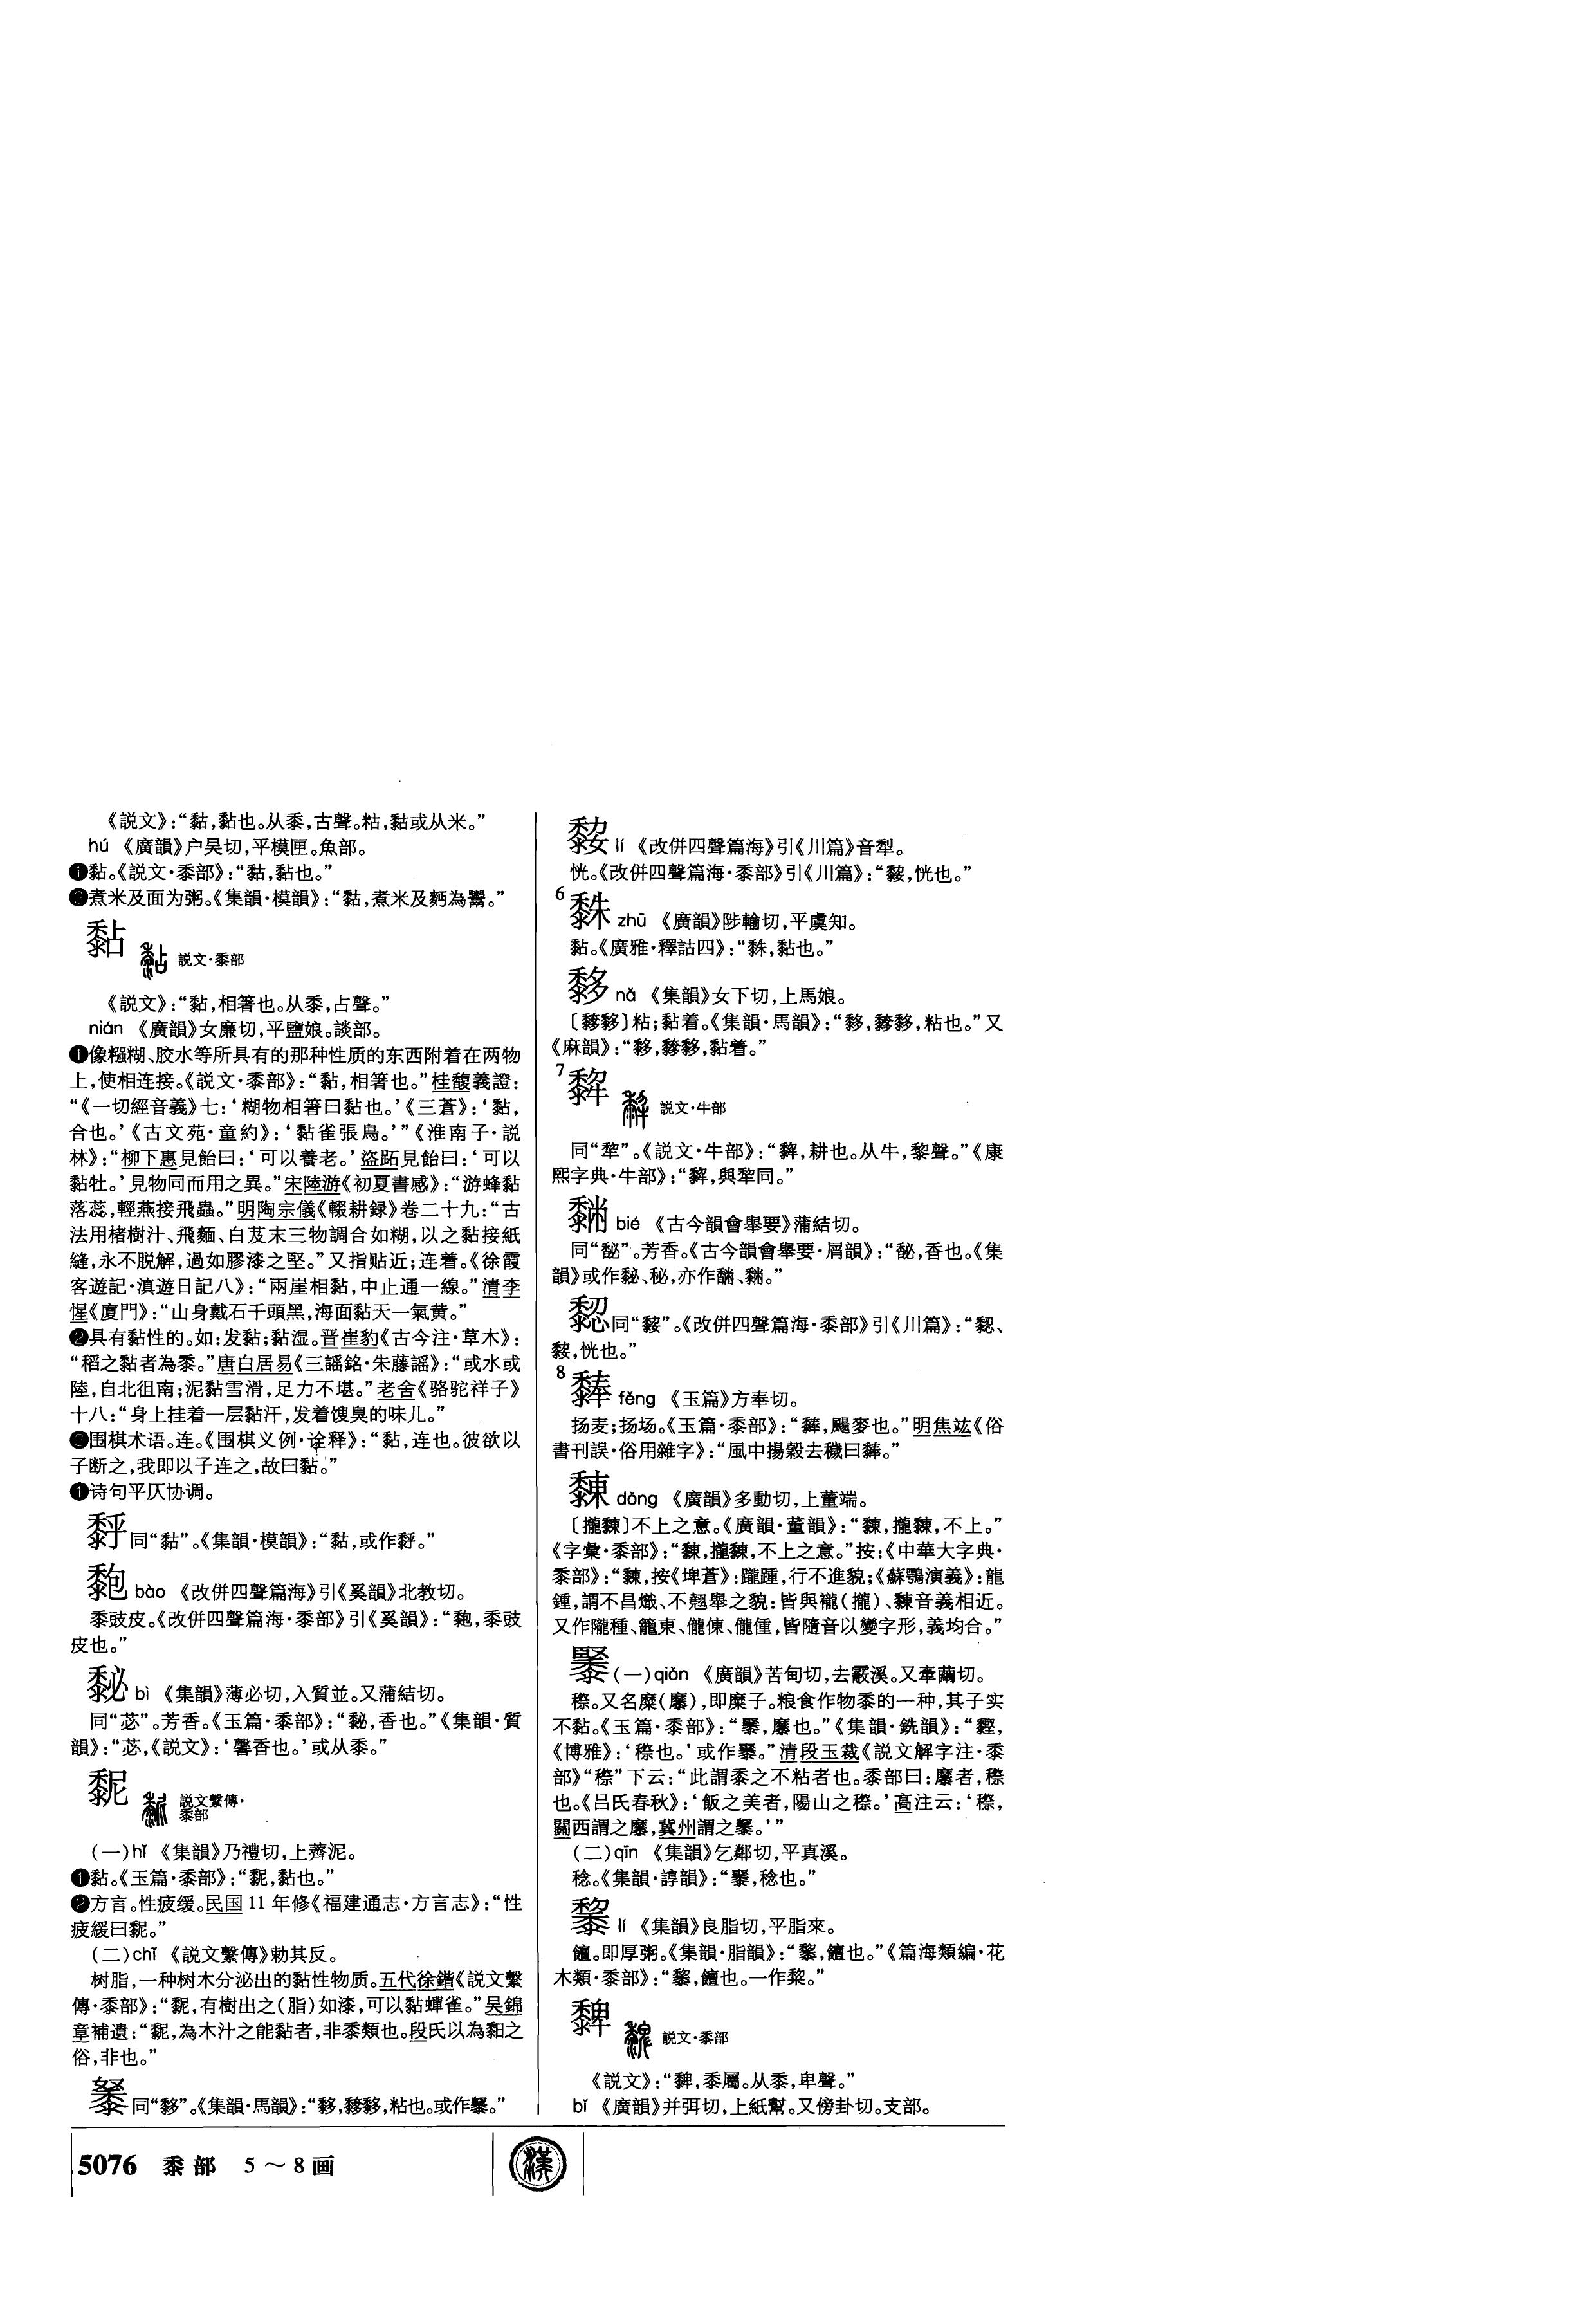 《説文》：“黏，黏也。从黍，古聲。粘，黏或从米。”
hú 《廣韻》户吴切，平模匣。魚部。
❶黏。《説文·黍部》：“䵒，黏也。”
❷煮米及面为粥。《集韻·模韻》：“䵒，煮米及麪為鬻。”
黏 説文·黍部
《説文》：“黏，相箸也。从黍，占聲。”
nián 《廣韻》女廉切，平鹽娘。談部。
❶像糨糊、胶水等所具有的那种性质的东西附着在两物
上，使相连接。《説文·黍部》：“黏，相箸也。”桂馥義證：
“《一切經音義》七：‘糊物相箸曰黏也。’《三蒼》：‘黏，
合也。’《古文苑·童約》：‘黏雀張鳥。’”《淮南子·説
林》：“柳下惠見飴曰：‘可以養老。’盜跖見飴曰：‘可以
黏牡。’見物同而用之異。”宋陸游《初夏書感》：“游蜂黏
落蕊，輕燕接飛蟲。”明陶宗儀《輟耕録》卷二十九：“古
法用楮樹汁、飛麵、白芨末三物調合如糊，以之黏接紙
縫，永不脱解，過如膠漆之堅。”又指贴近；连着。《徐霞
客遊記·滇遊日記八》：“兩崖相黏，中止通一線。”清李
惺《廈門》：“山身戴石千頭黑，海面黏天一氣黄。”
❷具有黏性的。如：发黏；黏湿。晋崔豹《古今注·草木》：
“稻之黏者為黍。”唐白居易《三謡銘·朱藤謡》：“或水或
陸，自北徂南；泥黏雪滑，足力不堪。”老舍《骆驼祥子》
十八：“身上挂着一层黏汗，发着馊臭的味儿。”
❸围棋术语。连。《围棋义例·诠释》：“黏，连也。彼欲以
子断之，我即以子连之，故曰黏。”
❶诗句平仄协调。
同“䵒”。《集韻·模韻》：“䵒，或作。”
bào 《改併四聲篇海》引《奚韻》北教切。
黍豉皮。《改併四聲篇海·黍部》引《奚韻》：“，黍豉
皮也。”
bì 《集韻》薄必切，入質並。又蒲結切。
同“苾”。芳香。《玉篇·黍部》：“䵗，香也。”《集韻·質
韻》：“苾，《説文》：‘馨香也。’或从黍。”
䵑 説文繫傳·
黍部
（一）hǐ 《集韻》乃禮切，上薺泥。
❶黏。《玉篇·黍部》：“䵑，黏也。”
❷方言。性疲缓。民国11年修《福建通志·方言志》：“性
疲緩曰䵑。”
（二）chǐ 《説文繫傳》勅其反。
树脂，一种树木分泌出的黏性物质。五代徐鍇《説文繫
傳·黍部》：“䵑，有樹出之（脂）如漆，可以黏蟬雀。”吴錦
章補遺：“䵑，為木汁之能黏者，非黍類也。段氏以為䵒之
俗，非也。”
同“”。《集韻·馬韻》：“，粘也。或作。”
lí 《改併四聲篇海》引《川篇》音犁。
恍。《改併四聲篇海·黍部》引《川篇》：“，恍也。”
6
zhū 《廣韻》陟輸切，平虞知。
黏。《廣雅·釋詁四》：“，黏也。”
nǎ 《集韻》女下切，上馬娘。
〔〕粘；黏着。《集韻·馬韻》：“，粘也。”又
《麻韻》：“，黏着。”
7
説文·牛部
同“犂”。《説文·牛部》：“，耕也。从牛，黎聲。”《康
熙字典·牛部》：“，與犂同。”
bié 《古今韻會舉要》蒲結切。
同“䭱”。芳香。《古今韻會舉要·屑韻》：“䭱，香也。《集
韻》或作䵗、秘，亦作。”
同“”。《改併四聲篇海·黍部》引《川篇》：“、
，恍也。”
8
fěng 《玉篇》方奉切。
扬麦；扬场。《玉篇·黍部》：“，颺麥也。”明焦竑《俗
書刊誤·俗用雜字》：“風中揚榖去穢曰。”
dǒng 《廣韻》多動切，上董端。
〔〕不上之意。《廣韻·董韻》：“，不上。”
《字彙·黍部》：“，不上之意。”按：《中華大字典·
黍部》：“，按《埤蒼》：躘踵，行不進貌；《蘇鶚演義》：龍
鍾，謂不昌熾、不翹舉之貌：皆與音義相近。
又作隴種、籠東、儱倲、儱偅，皆隨音以變字形，義均合。”
（一）qiǒn 《廣韻》苦甸切，去霰溪。又牽繭切。
穄。又名糜（䵚），即糜子。粮食作物黍的一种，其子实
不黏。《玉篇·黍部》：“，䵚也。”《集韻·銑韻》：“，
《博雅》：‘穄也。’或作。”清段玉裁《説文解字注·黍
部》“穄”下云：“此謂黍之不粘者也。黍部曰：䵚者，穄
也。《吕氏春秋》：‘飯之美者，陽山之穄。’高注云：‘穄，
關西謂之䵚，冀州謂之。’”
（二）qīn 《集韻》乞鄰切，平真溪。
稔。《集韻·諄韻》：“，稔也。”
lí 《集韻》良脂切，平脂來。
饘。即厚粥。《集韻·脂韻》：“，饘也。”《篇海類編·花
木類·黍部》：“，饘也。一作黎。”
䵗 説文·黍部
《説文》：“，黍屬。从黍，卑聲。”
bǐ 《廣韻》并弭切，上紙幫。又傍卦切。支部。
5076 黍部 5～8画
漢